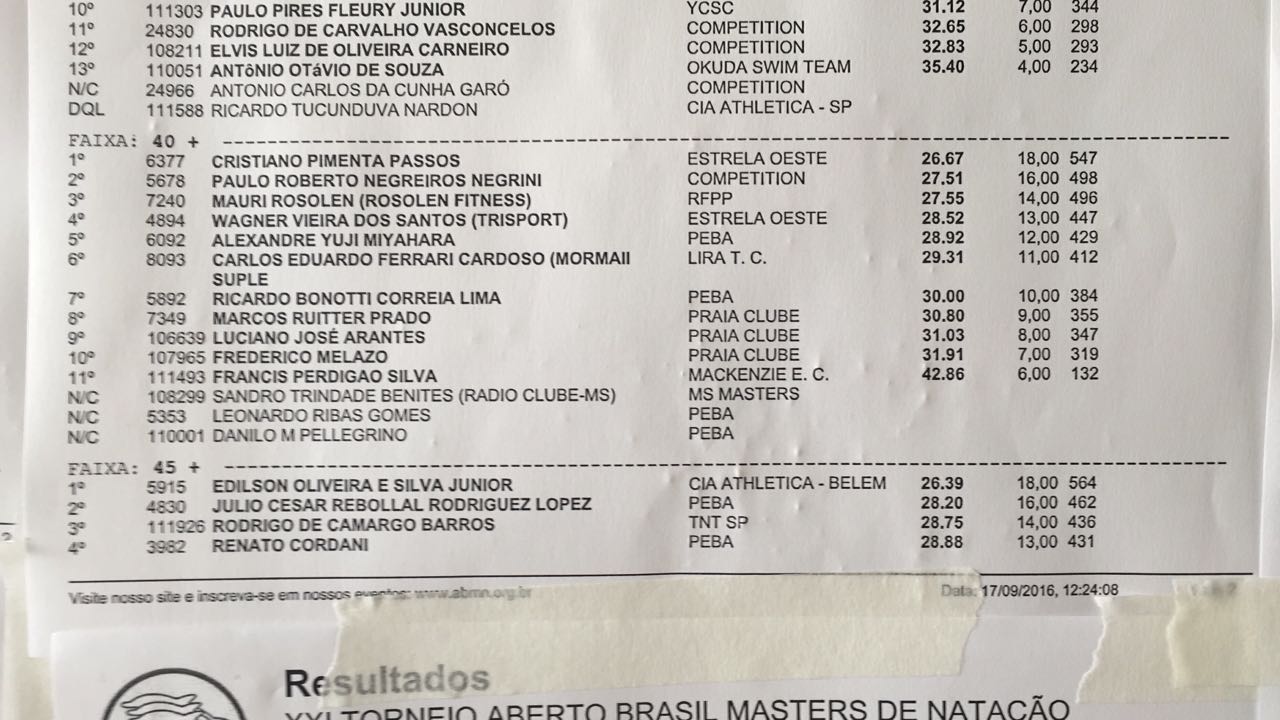 10º 111303 PAULO PIRES FLEURY JUNIOR YCSC 31.12 7,00 344
11º 24830 RODRIGO DE CARVALHO VASCONCELOS COMPETITION 32.65 6,00 298
12º 108211 ELVIS LUIZ DE OLIVEIRA CARNEIRO COMPETITION 32.83 5,00 293
13º 110051 ANTôNIO OTáVIO DE SOUZA OKUDA SWIM TEAM 35.40 4,00 234
N/C 24966 ANTONIO CARLOS DA CUNHA GARÓ COMPETITION
DQL 111588 RICARDO TUCUNDUVA NARDON CIA ATHLETICA - SP
FAIXA: 40 +
1º 6377 CRISTIANO PIMENTA PASSOS ESTRELA OESTE 26.67 18,00 547
2º 5678 PAULO ROBERTO NEGREIROS NEGRINI COMPETITION 27.51 16,00 498
3º 7240 MAURI ROSOLEN (ROSOLEN FITNESS) RFPP 27.55 14,00 496
4º 4894 WAGNER VIEIRA DOS SANTOS (TRISPORT) ESTRELA OESTE 28.52 13,00 447
5º 6092 ALEXANDRE YUJI MIYAHARA PEBA 28.92 12,00 429
6º 8093 CARLOS EDUARDO FERRARI CARDOSO (MORMAII LIRA T. C. 29.31 11,00 412
SUPLE
7º 5892 RICARDO BONOTTI CORREIA LIMA PEBA 30.00 10,00 384
8º 7349 MARCOS RUITTER PRADO PRAIA CLUBE 30.80 9,00 355
9º 106639 LUCIANO JOSÉ ARANTES PRAIA CLUBE 31.03 8,00 347
10º 107965 FREDERICO MELAZO PRAIA CLUBE 31.91 7,00 319
11º 111493 FRANCIS PERDIGAO SILVA MACKENZIE E. C. 42.86 6,00 132
N/C 108299 SANDRO TRINDADE BENITES (RADIO CLUBE-MS) MS MASTERS
N/C 5353 LEONARDO RIBAS GOMES PEBA
N/C 110001 DANILO M PELLEGRINO PEBA
FAIXA: 45 +
1º 5915 EDILSON OLIVEIRA E SILVA JUNIOR CIA ATHLETICA - BELEM 26.39 18,00 564
2º 4830 JULIO CESAR REBOLLAL RODRIGUEZ LOPEZ PEBA 28.20 16,00 462
3º 111926 RODRIGO DE CAMARGO BARROS TNT SP 28.75 14,00 436
4º 3982 RENATO CORDANI PEBA 28.88 13,00 431
Visite nosso site e inscreva-se em nossos eventos: www.abmn.org.br Data: 17/09/2016, 12:24:08
Resultados
XXI TORNEIO ABERTO BRASIL MASTERS DE NATAÇÃO